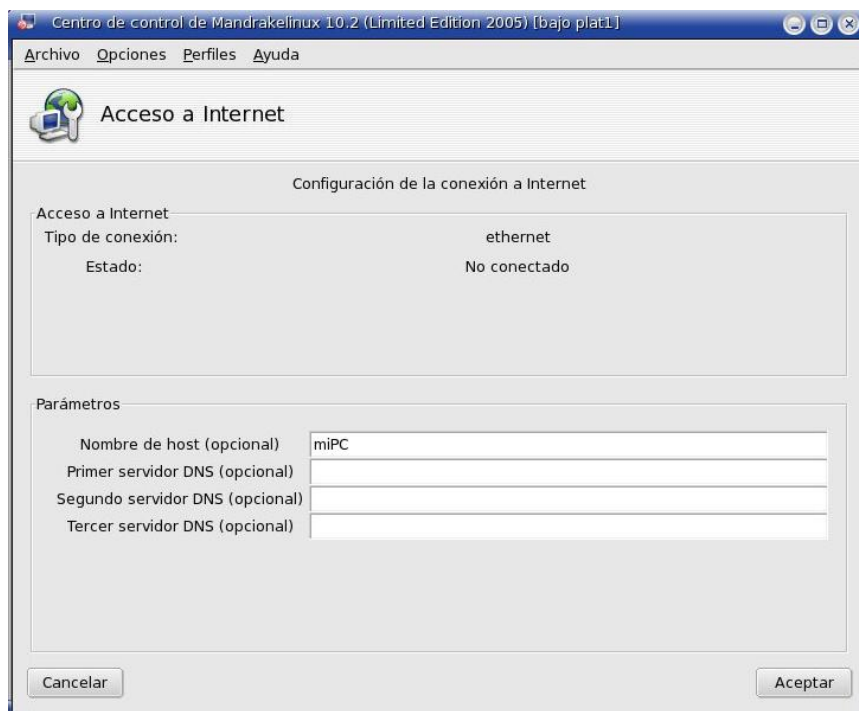 Centro de control de Mandrakelinux 10.2 (Limited Edition 2005) [bajo plat1]
Archivo Opciones Perfiles Ayuda
Acceso a Internet
Configuración de la conexión a Internet
Acceso a Internet
Tipo de conexión: ethernet
Estado: No conectado
Parámetros
Nombre de host (opcional) miPC
Primer servidor DNS (opcional)
Segundo servidor DNS (opcional)
Tercer servidor DNS (opcional)
Cancelar Aceptar